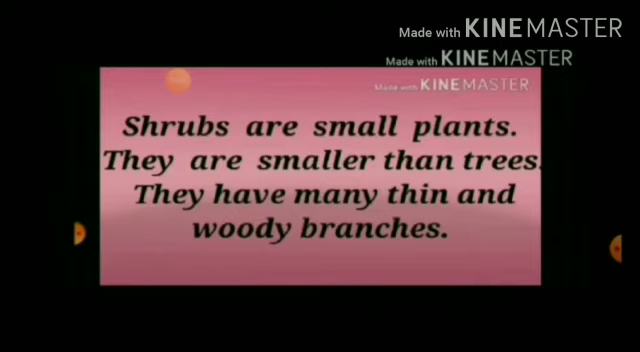 Made with KINEMASTER
Made with KINEMASTER
Made with KINEMASTER
Shrubs are small plants.
They are smaller than trees.
They have many thin and
woody branches.